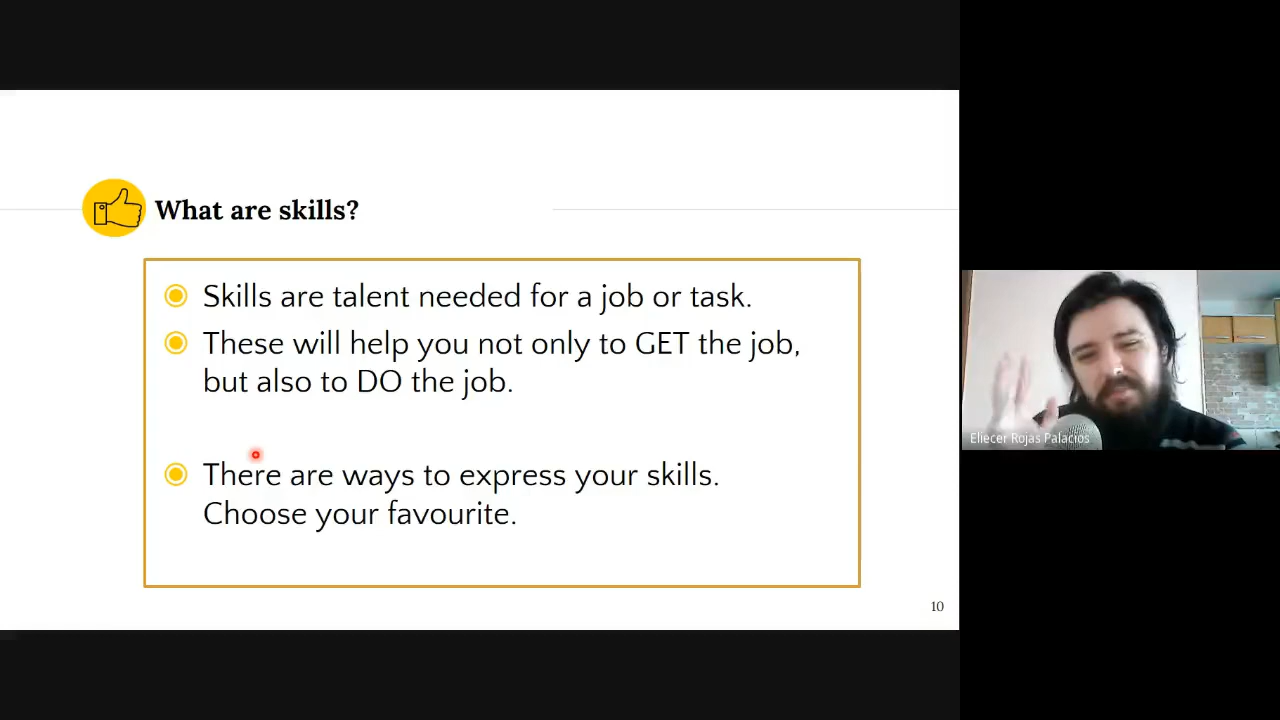 What are skills?
Skills are talent needed for a job or task.
These will help you not only to GET the job,
but also to DO the job.
There are ways to express your skills.
Choose your favourite.
10
Eliecer Rojas Palacios